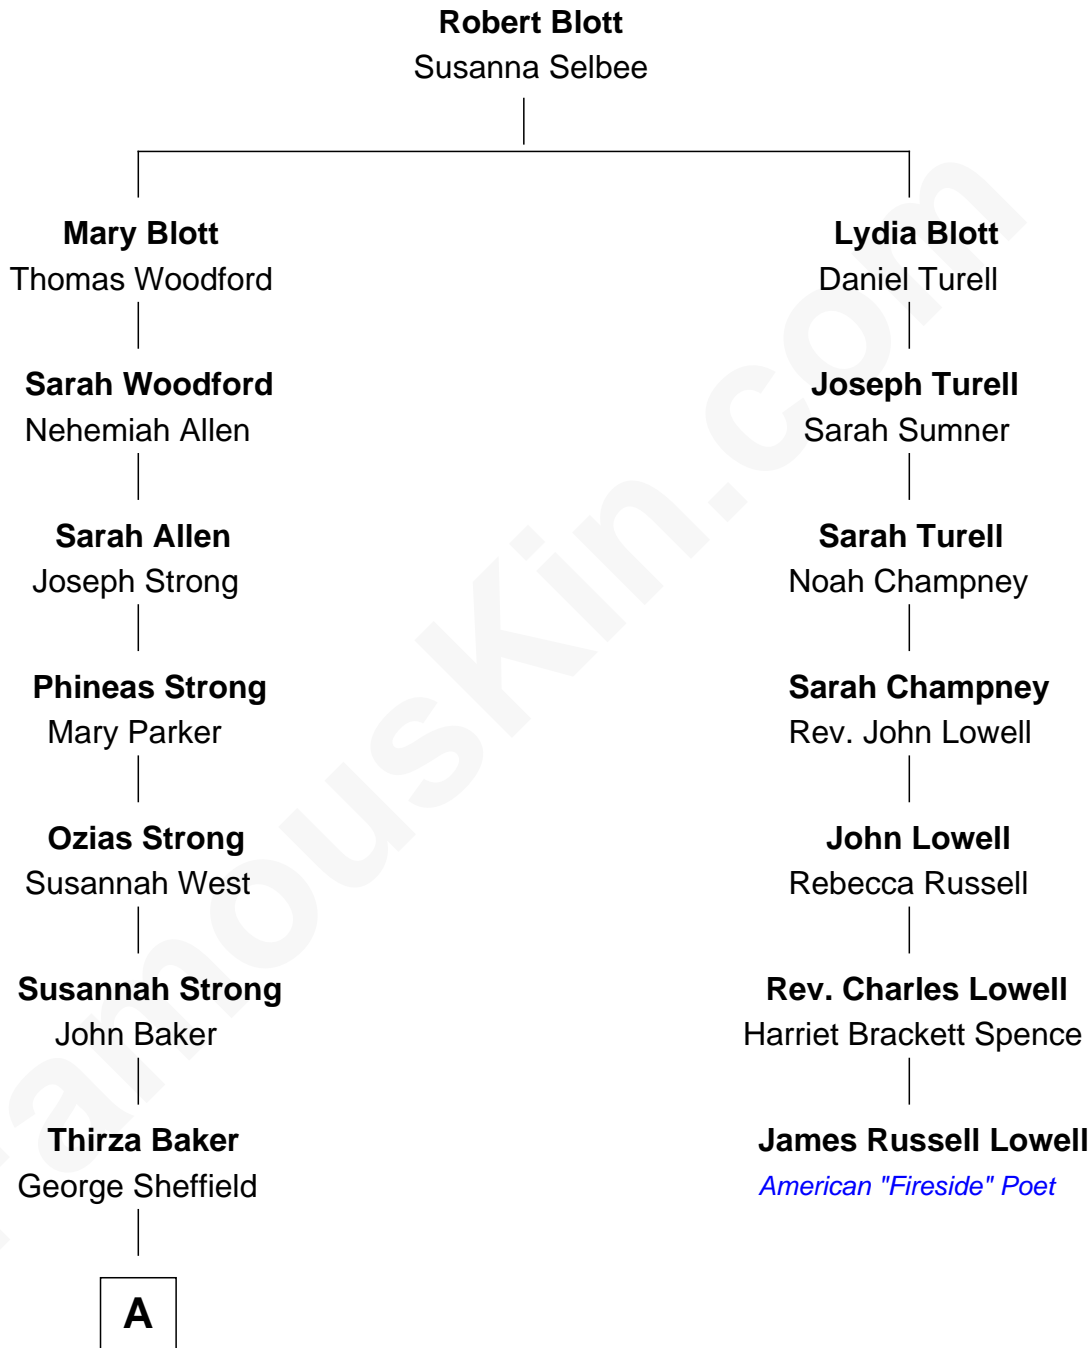 Robert Blott
Susanna Selbee
Mary Blott
Thomas Woodford
Lydia Blott
Daniel Turell
Sarah Woodford
Nehemiah Allen
Joseph Turell
Sarah Sumner
Sarah Allen
Joseph Strong
Sarah Turell
Noah Champney
Phineas Strong
Mary Parker
Sarah Champney
Rev. John Lowell
Ozias Strong
Susannah West
John Lowell
Rebecca Russell
Susannah Strong
John Baker
Rev. Charles Lowell
Harriet Brackett Spence
Thirza Baker
George Sheffield
James Russell Lowell
American "Fireside" Poet
A
FamousKin.com